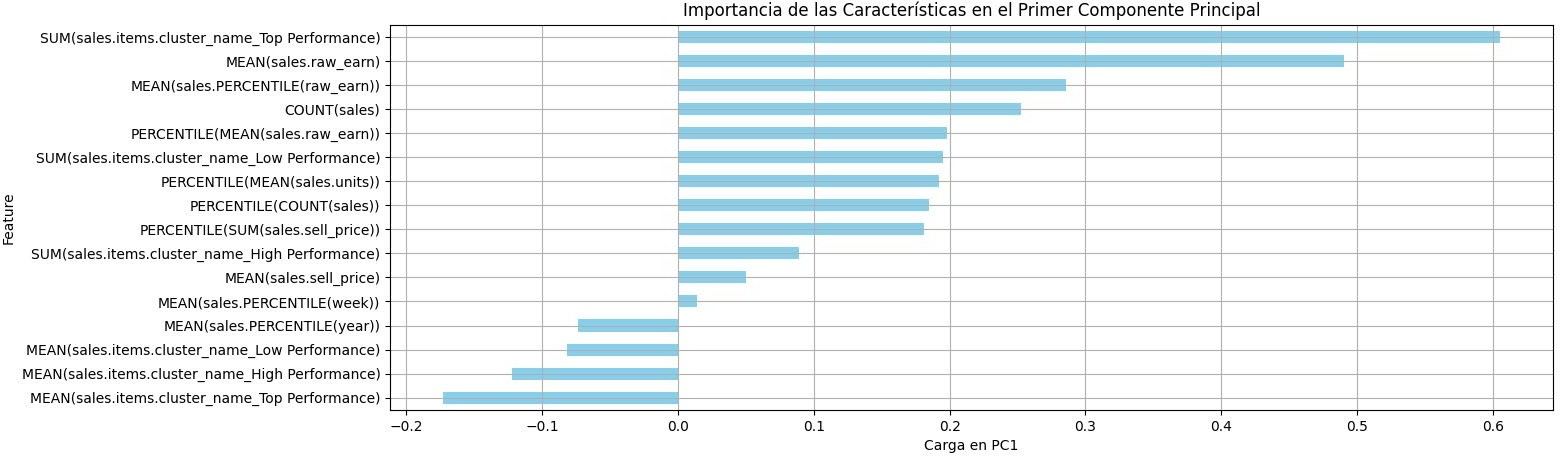 Importancia de las Características en el Primer Componente Principal
SUM(sales.items.cluster_name_Top Performance)
MEAN(sales.raw_earn)
MEAN(sales.PERCENTILE(raw_earn))
COUNT(sales)
PERCENTILE(MEAN(sales.raw_earn))
SUM(sales.items.cluster_name_Low Performance)
PERCENTILE(MEAN(sales.units))
PERCENTILE(COUNT(sales))
PERCENTILE(SUM(sales.sell_price))
SUM(sales.items.cluster_name_High Performance)
MEAN(sales.sell_price)
MEAN(sales.PERCENTILE(week))
MEAN(sales.PERCENTILE(year))
MEAN(sales.items.cluster_name_Low Performance)
MEAN(sales.items.cluster_name_High Performance)
MEAN(sales.items.cluster_name_Top Performance)
Feature
−0.2 −0.1 0.0 0.1 0.2 0.3 0.4 0.5 0.6
Carga en PC1